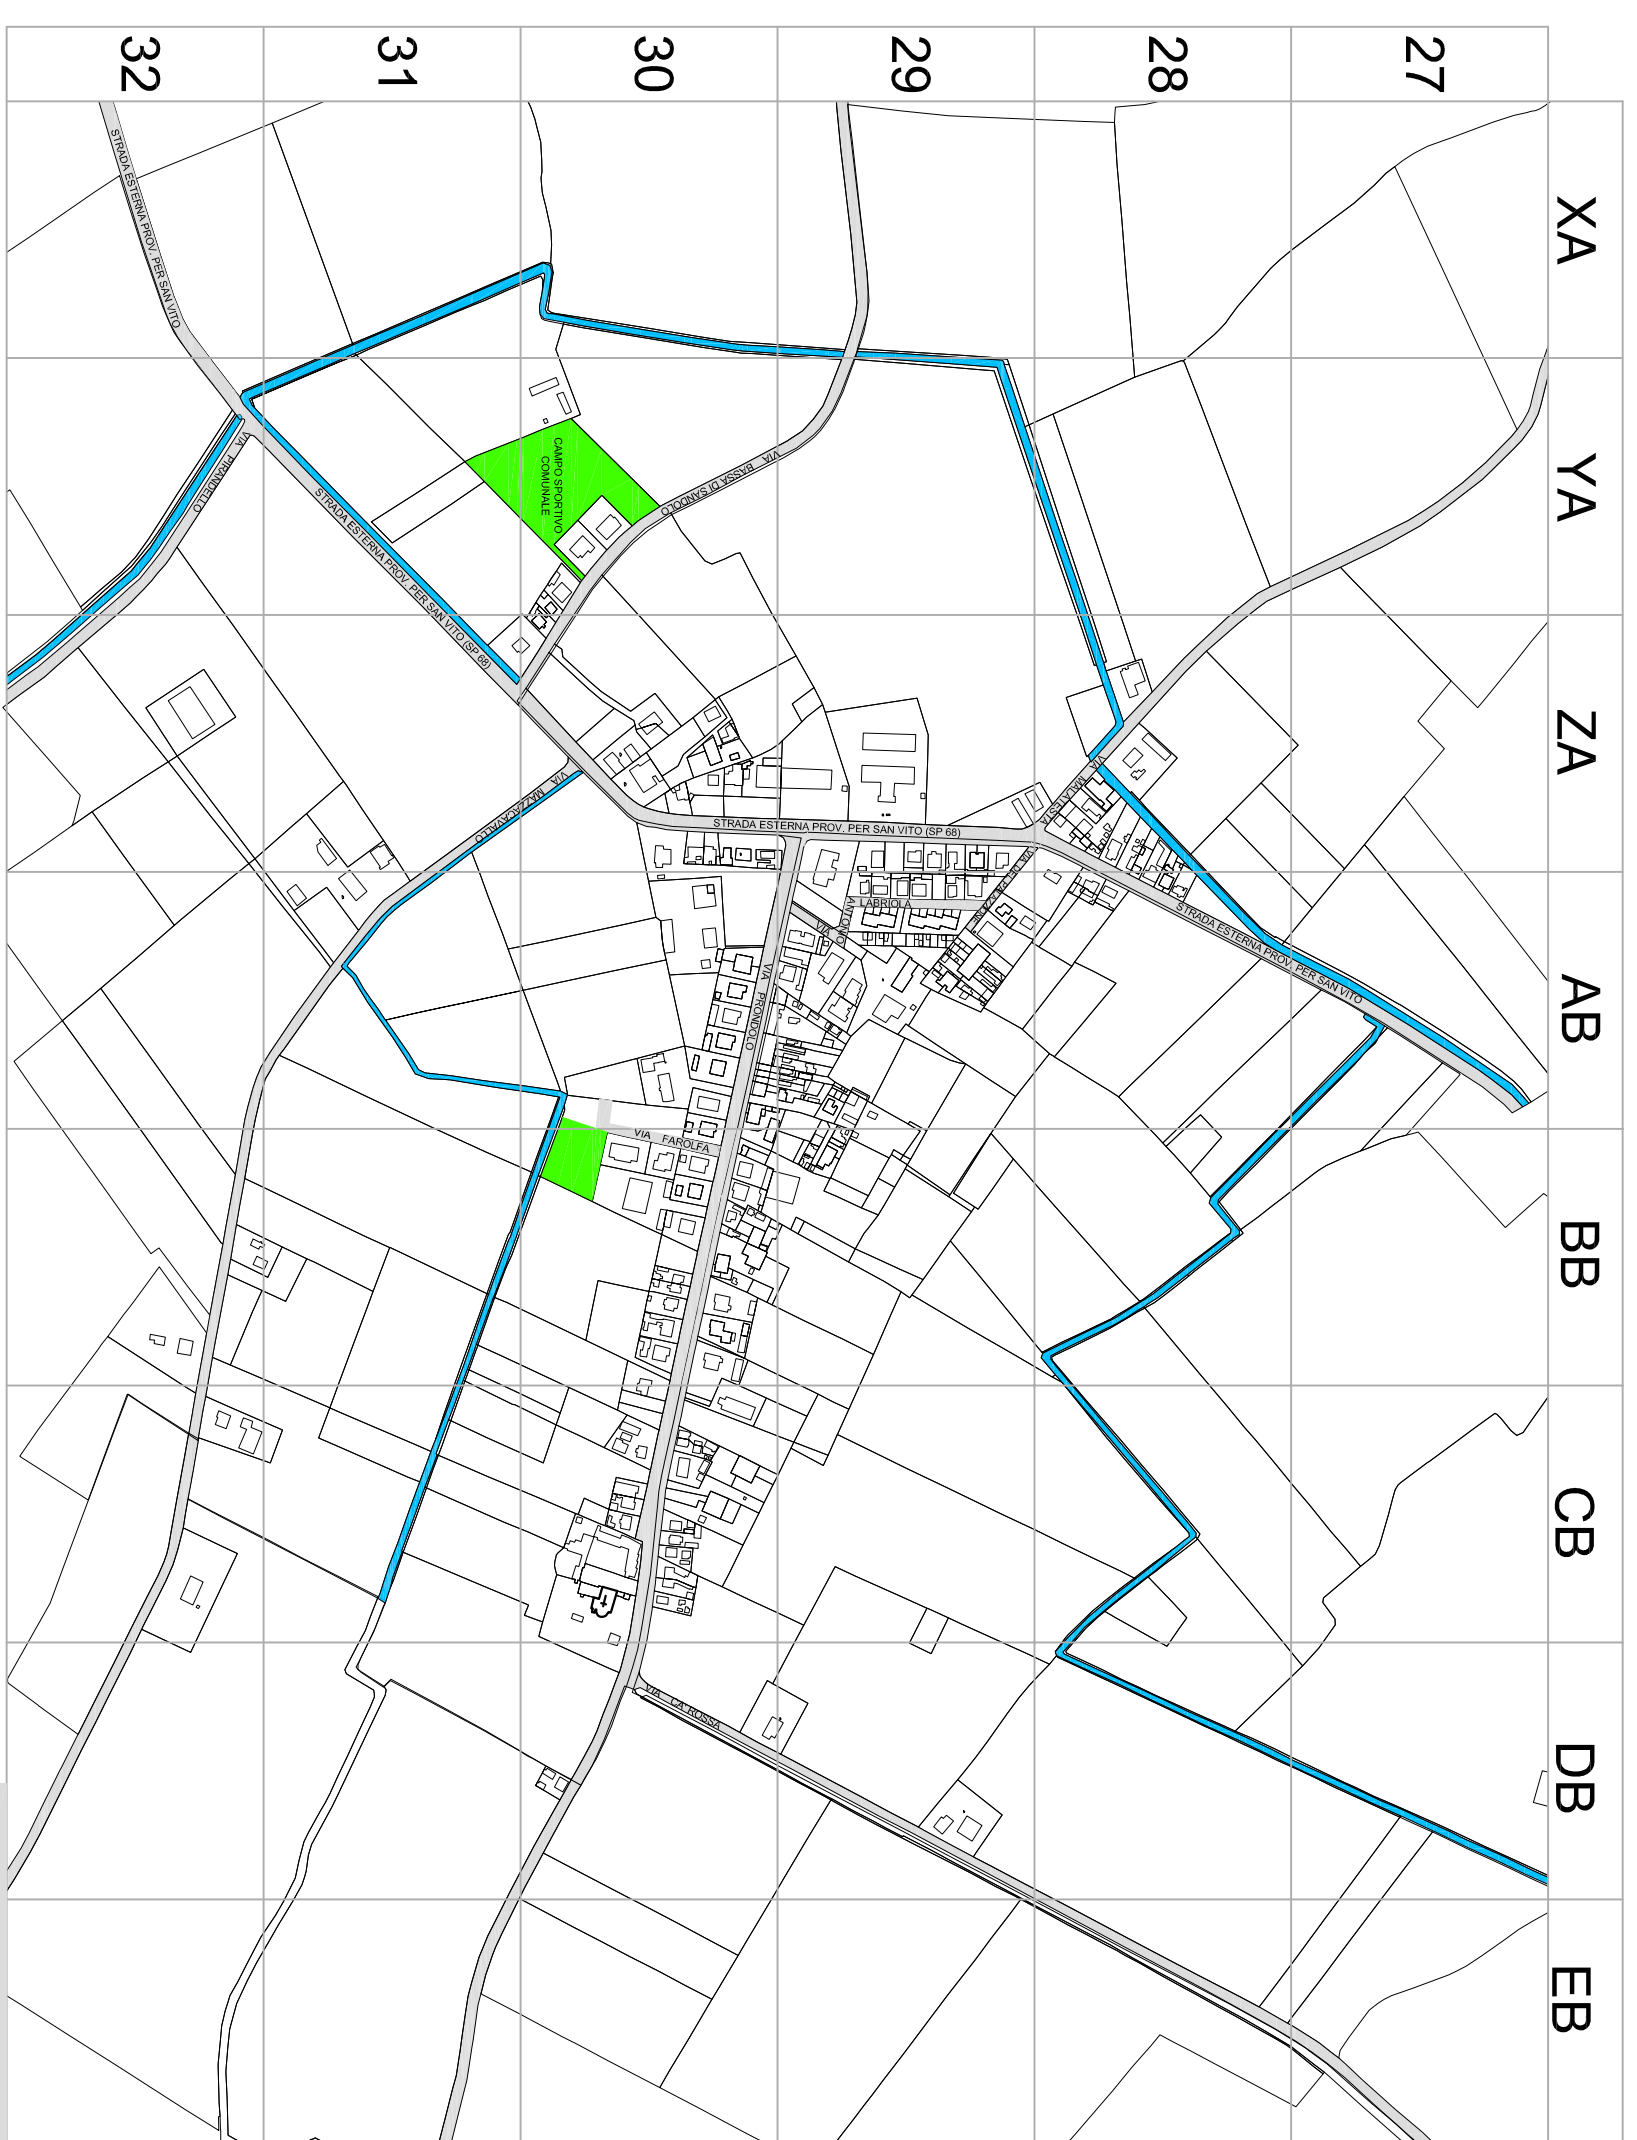 32
31
30
29
28
27
XA
YA
ZA
AB
BB
CB
DB
EB
STRADA ESTERNA PROV. PER SAN VITO
VIA PIRANDELLO
STRADA ESTERNA PROV. PER SAN VITO (SP 68)
CAMPO SPORTIVO
COMUNALE
VIA BASSA DI SANDOLO
VIA MAZZACAVALLO
STRADA ESTERNA PROV. PER SAN VITO (SP 68)
VIA MALATESTA
VIA DEL PALAZZONE
VIA ANTONIO LABRIOLA
STRADA ESTERNA PROV. PER SAN VITO
VIA PRONDOLO
VIA FAROLFA
VIA CA' ROSSA